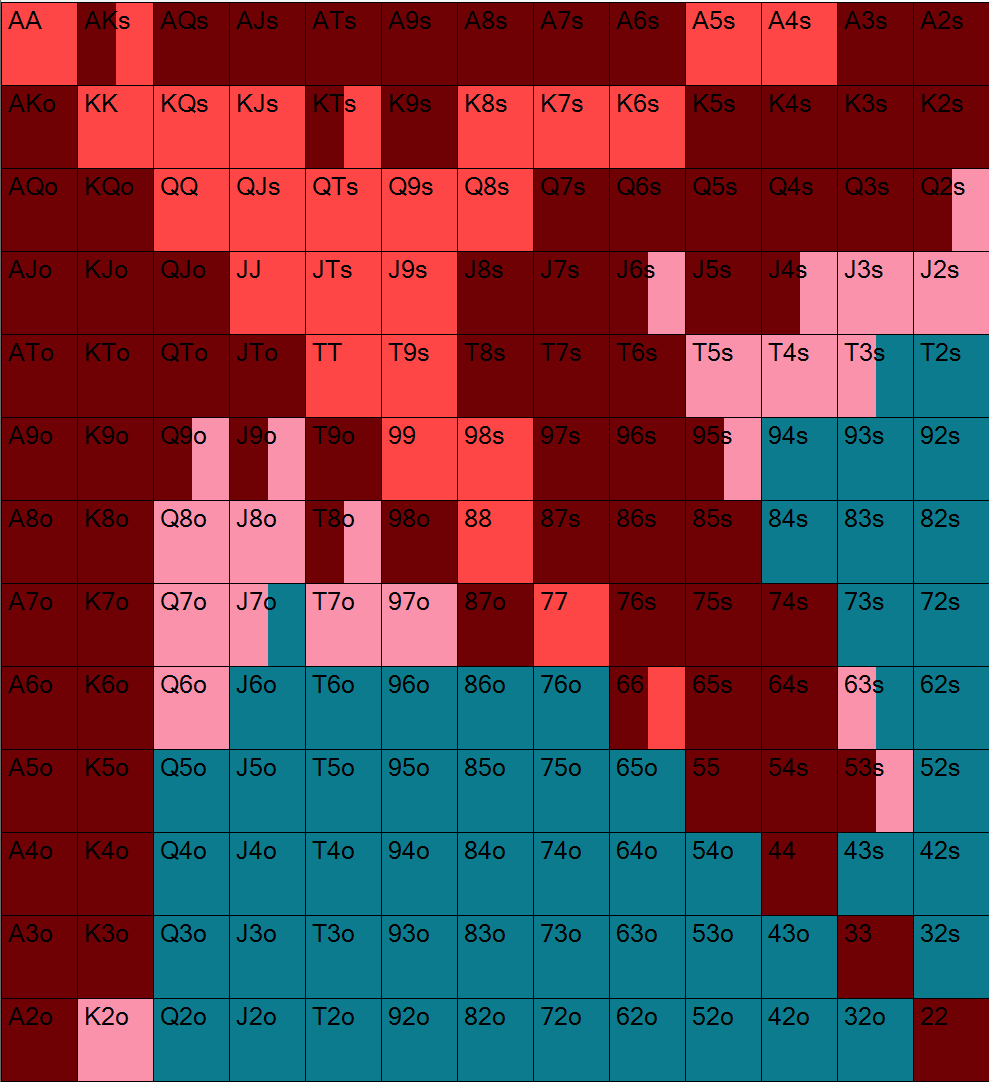 AA AKs AQs AJs ATs A9s A8s A7s A6s A5s A4s A3s A2s
AKo KK KQs KJs KTs K9s K8s K7s K6s K5s K4s K3s K2s
AQo KQo QQ QJs QTs Q9s Q8s Q7s Q6s Q5s Q4s Q3s Q2s
AJo KJo QJo JJ JTs J9s J8s J7s J6s J5s J4s J3s J2s
ATo KTo QTo JTo TT T9s T8s T7s T6s T5s T4s T3s T2s
A9o K9o Q9o J9o T9o 99 98s 97s 96s 95s 94s 93s 92s
A8o K8o Q8o J8o T8o 98o 88 87s 86s 85s 84s 83s 82s
A7o K7o Q7o J7o T7o 97o 87o 77 76s 75s 74s 73s 72s
A6o K6o Q6o J6o T6o 96o 86o 76o 66 65s 64s 63s 62s
A5o K5o Q5o J5o T5o 95o 85o 75o 65o 55 54s 53s 52s
A4o K4o Q4o J4o T4o 94o 84o 74o 64o 54o 44 43s 42s
A3o K3o Q3o J3o T3o 93o 83o 73o 63o 53o 43o 33 32s
A2o K2o Q2o J2o T2o 92o 82o 72o 62o 52o 42o 32o 22